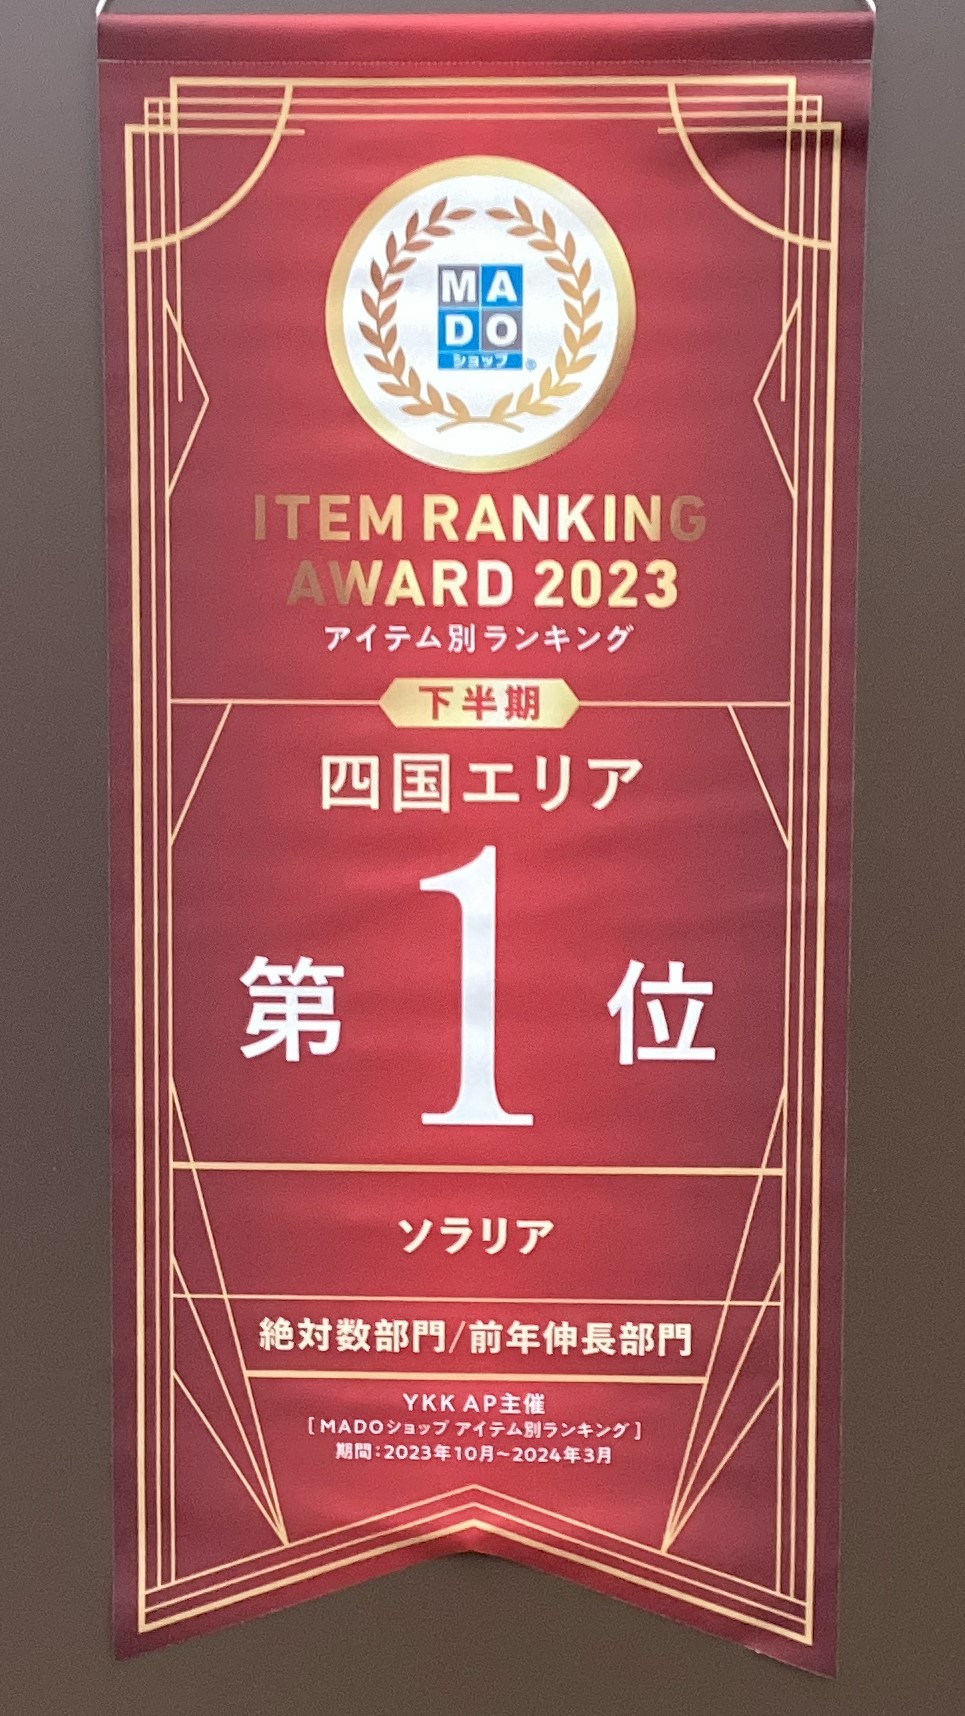 MA
DO
ショップ®
ITEM RANKING
AWARD 2023
アイテム別ランキング
下半期
四国エリア
第1位
ソラリア
絶対数部門/前年伸長部門
YKK AP主催
[ MADOショップ アイテム別ランキング ]
期間:2023年10月~2024年3月